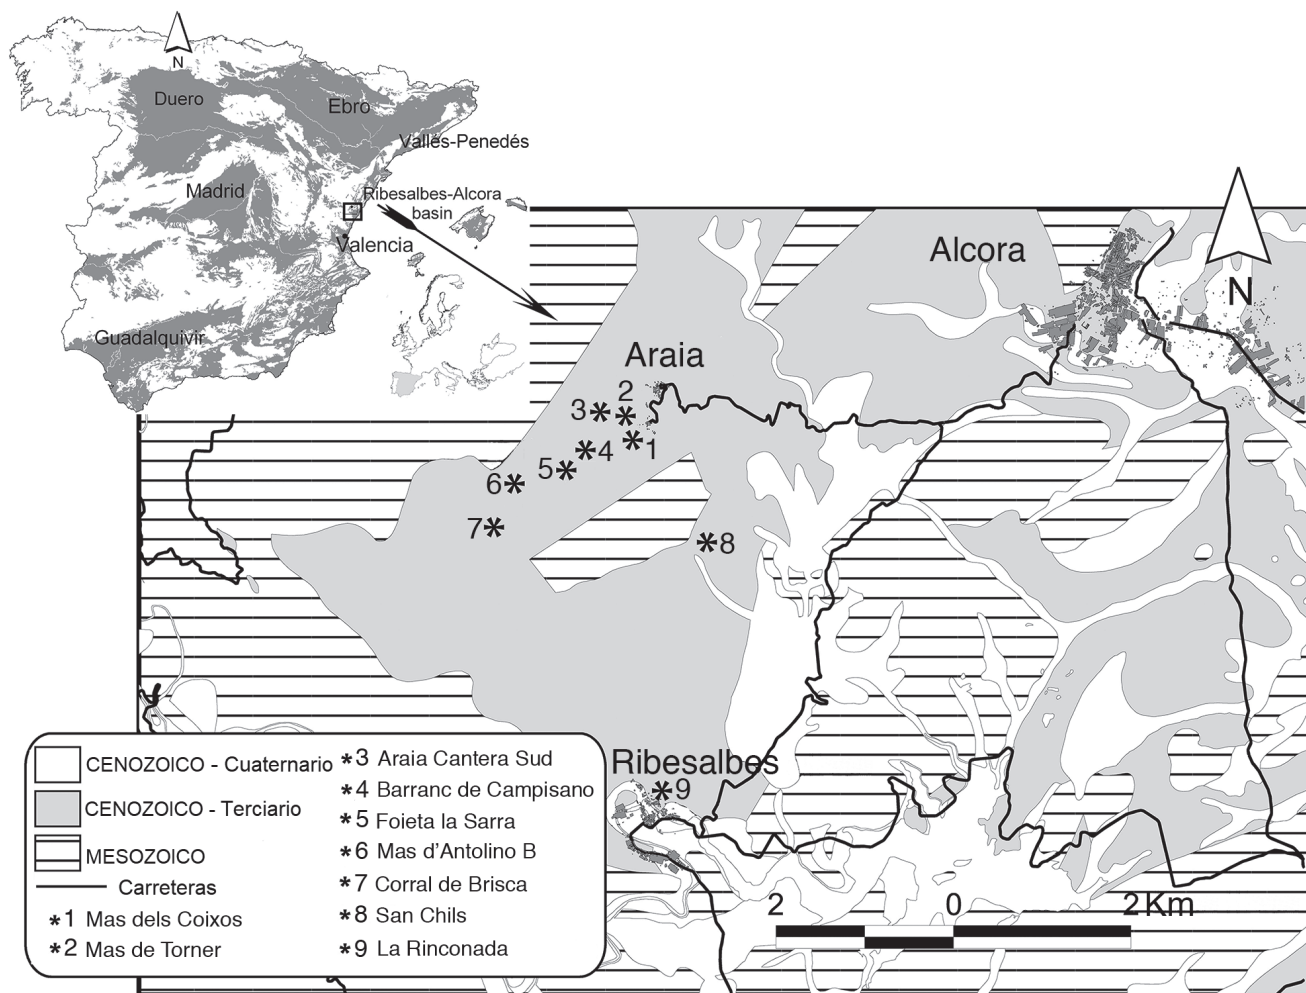 N
Duero
Ebro
Vallés-Penedés
Madrid
Ribesalbes-Alcora
basin
Valencia
Guadalquivir
Alcora
N
Araia
2
3
1
4
5
6
7
8
Ribesalbes
9
2 0 2 Km
CENOZOICO - Cuaternario
CENOZOICO - Terciario
MESOZOICO
Carreteras
*1 Mas dels Coixos
*2 Mas de Torner
*3 Araia Cantera Sud
*4 Barranc de Campisano
*5 Foieta la Sarra
*6 Mas d'Antolino B
*7 Corral de Brisca
*8 San Chils
*9 La Rinconada